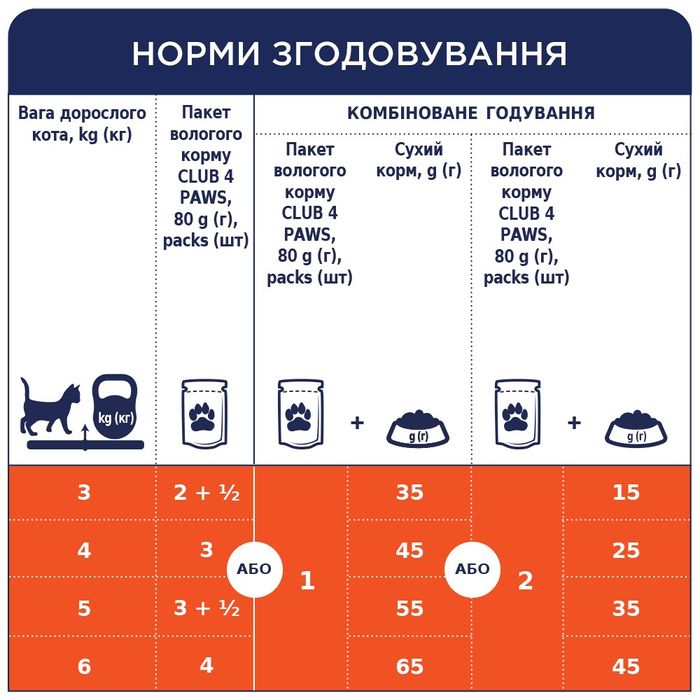 НОРМИ ЗГОДОВУВАННЯ
Вага дорослого
кота, kg (кг)
Пакет
вологого
корму
CLUB 4
PAWS,
80 g (г),
packs (шт)
КОМБІНОВАНЕ ГОДУВАННЯ
Пакет
вологого
корму
CLUB 4
PAWS,
80 g (г),
packs (шт)
Сухий
корм, g (г)
Пакет
вологого
корму
CLUB 4
PAWS,
80 g (г),
packs (шт)
Сухий
корм, g (г)
kg (кг)
+
g (г)
+
g (г)
3
2 + ½
35
15
4
3
45
25
АБО
1
АБО
2
5
3 + ½
55
35
6
4
65
45